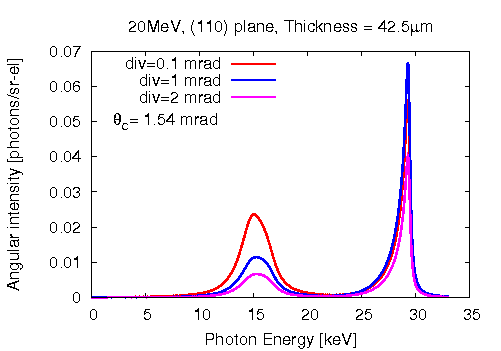 20MeV, (110) plane, Thickness = 42.5μm
Angular intensity [photons/sr-el]
0.07
0.06
0.05
0.04
0.03
0.02
0.01
0
div=0.1 mrad
div=1 mrad
div=2 mrad
θc= 1.54 mrad
0 5 10 15 20 25 30 35
Photon Energy [keV]